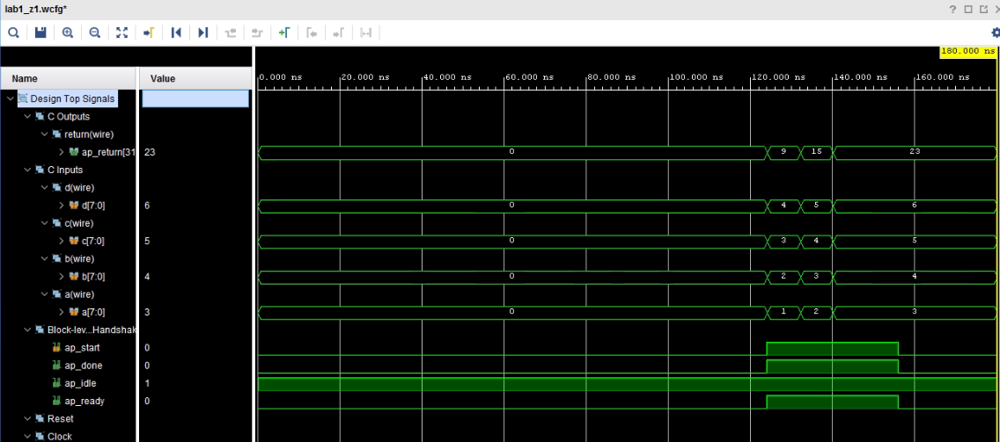 lab1_z1.wcfg*
180.000 ns
Name Value
0.000 ns 20.000 ns 40.000 ns 60.000 ns 80.000 ns 100.000 ns 120.000 ns 140.000 ns 160.000 ns
Design Top Signals
C Outputs
return(wire)
ap_return[31 23 0 9 15 23
C Inputs
d(wire)
d[7:0] 6 0 4 5 6
c(wire)
c[7:0] 5 0 3 4 5
b(wire)
b[7:0] 4 0 2 3 4
a(wire)
a[7:0] 3 0 1 2 3
Block-lev...Handshak
ap_start 0
ap_done 0
ap_idle 1
ap_ready 0
Reset
Clock